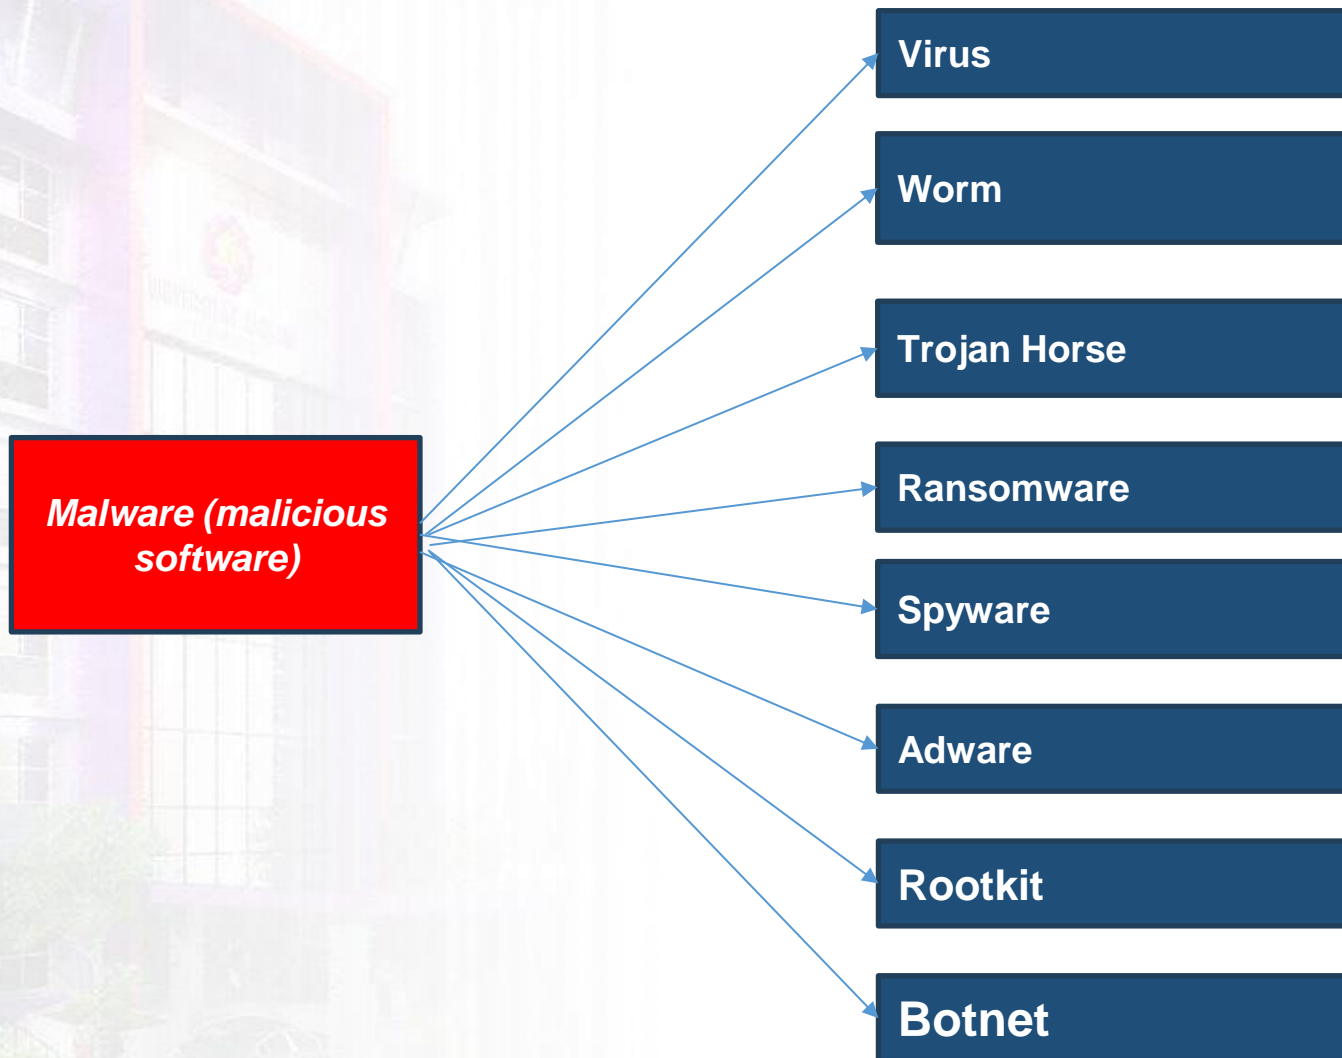 Virus
Worm
Trojan Horse
Malware (malicious
software)
Ransomware
Spyware
Adware
Rootkit
Botnet